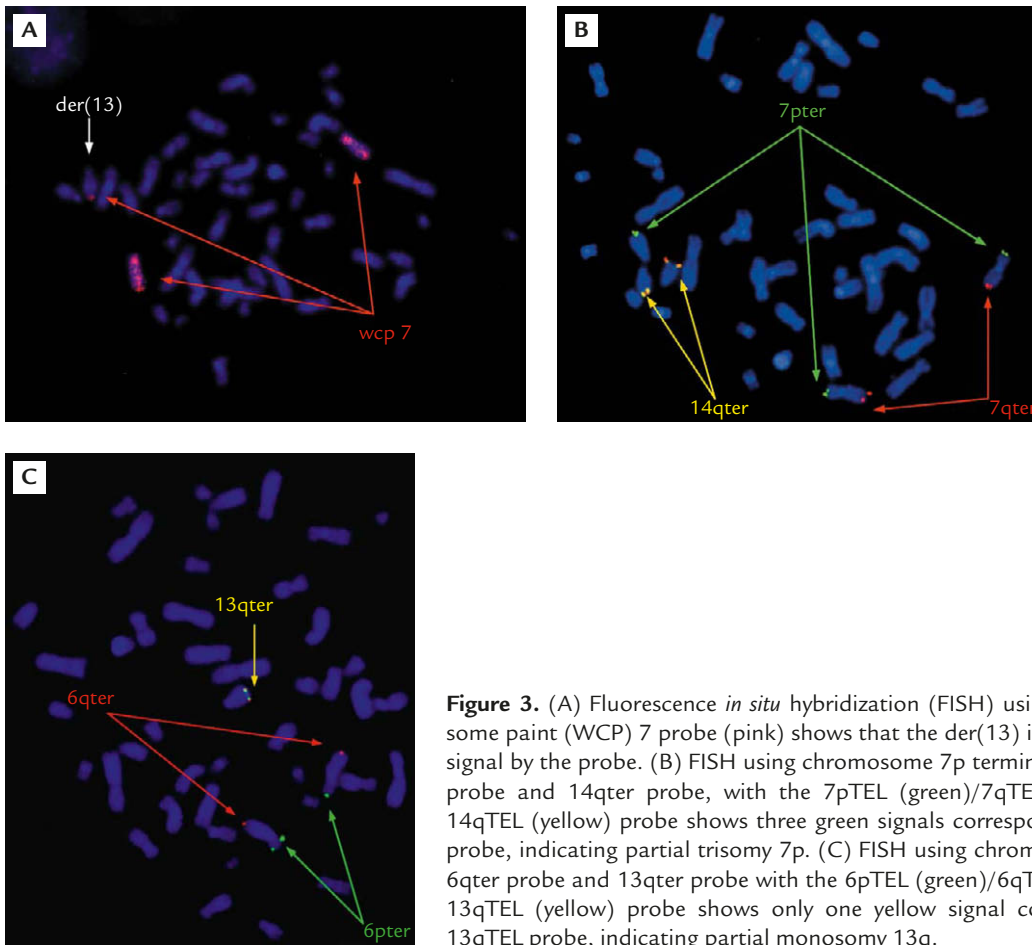 A
der(13)
wcp 7
B
7pter
14qter
7qter
C
13qter
6qter
6pter
Figure 3. (A) Fluorescence in situ hybridization (FISH) usi
some paint (WCP) 7 probe (pink) shows that the der(13) i
signal by the probe. (B) FISH using chromosome 7p termin
probe and 14qter probe, with the 7pTEL (green)/7qTE
14qTEL (yellow) probe shows three green signals correspo
probe, indicating partial trisomy 7p. (C) FISH using chrom
6qter probe and 13qter probe with the 6pTEL (green)/6qT
13qTEL (yellow) probe shows only one yellow signal co
13qTEL probe, indicating partial monosomy 13q.